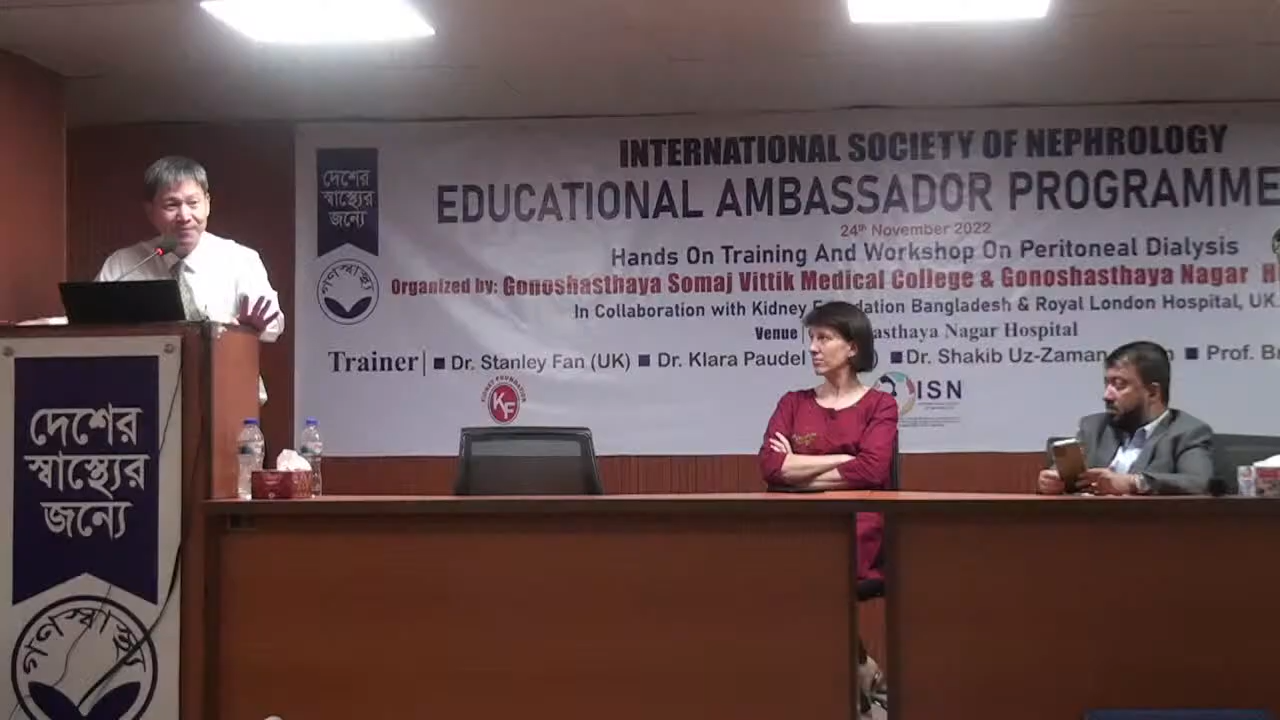 দেশের
স্বাস্থ্যের
জন্যে
গণস্বাস্থ্য
INTERNATIONAL SOCIETY OF NEPHROLOGY
EDUCATIONAL AMBASSADOR PROGRAMME
24th November 2022
Hands On Training And Workshop On Peritoneal Dialysis
Organized by: Gonoshasthaya Somaj Vittik Medical College & Gonoshasthaya Nagar
In Collaboration with Kidney Bangladesh & Royal London Hospital, UK
Venue | Nagar Hospital
Trainer | ■ Dr. Stanley Fan (UK) ■ Dr. Klara Paudel ■ Dr. Shakib Uz-Zaman ■ Prof.
KIDNEY FOUNDATION
KF
ISN
দেশের
স্বাস্থ্যের
জন্যে
গণস্বাস্থ্য